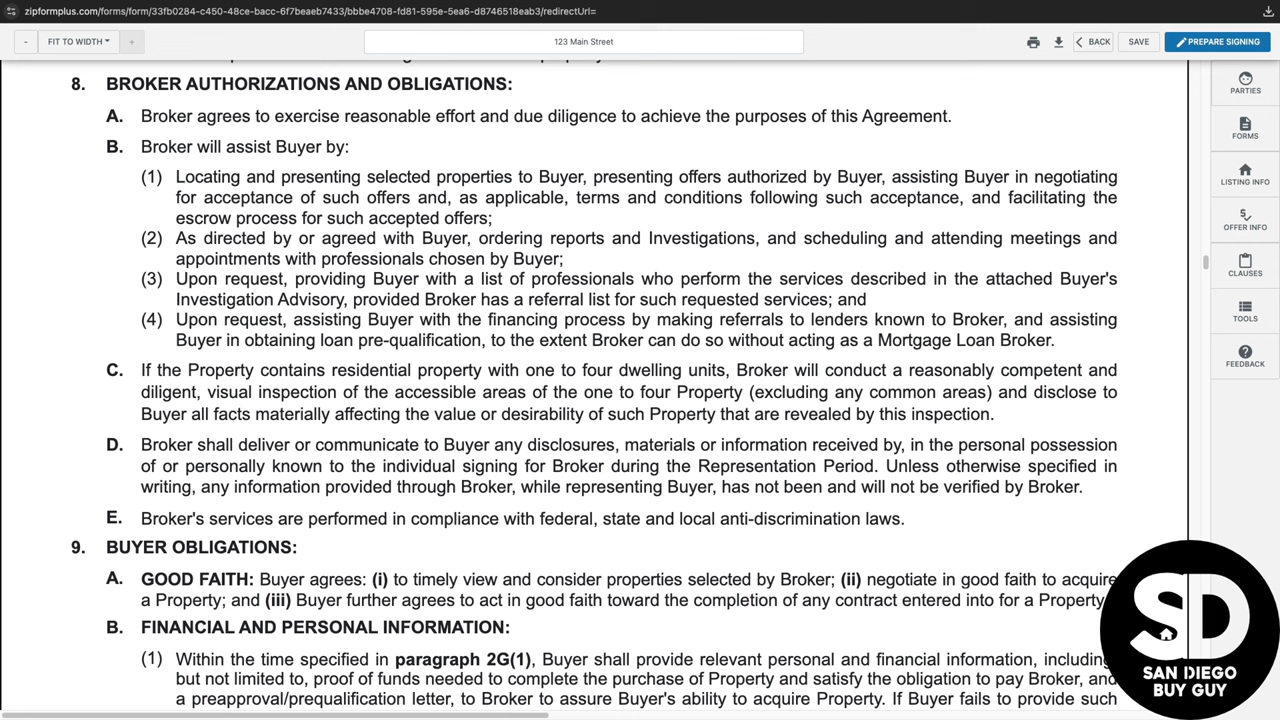 zipformplus.com/forms/form/33fb0284-c450-48ce-bacc-6f7beaeb7433/bbbe4708-fd81-595e-5ea6-d8746518eab3/redirectUrl=
- FIT TO WIDTH +
123 Main Street
BACK SAVE PREPARE SIGNING
8. BROKER AUTHORIZATIONS AND OBLIGATIONS:
A. Broker agrees to exercise reasonable effort and due diligence to achieve the purposes of this Agreement.
B. Broker will assist Buyer by:
(1) Locating and presenting selected properties to Buyer, presenting offers authorized by Buyer, assisting Buyer in negotiating
for acceptance of such offers and, as applicable, terms and conditions following such acceptance, and facilitating the
escrow process for such accepted offers;
(2) As directed by or agreed with Buyer, ordering reports and Investigations, and scheduling and attending meetings and
appointments with professionals chosen by Buyer;
(3) Upon request, providing Buyer with a list of professionals who perform the services described in the attached Buyer's
Investigation Advisory, provided Broker has a referral list for such requested services; and
(4) Upon request, assisting Buyer with the financing process by making referrals to lenders known to Broker, and assisting
Buyer in obtaining loan pre-qualification, to the extent Broker can do so without acting as a Mortgage Loan Broker.
C. If the Property contains residential property with one to four dwelling units, Broker will conduct a reasonably competent and
diligent, visual inspection of the accessible areas of the one to four Property (excluding any common areas) and disclose to
Buyer all facts materially affecting the value or desirability of such Property that are revealed by this inspection.
D. Broker shall deliver or communicate to Buyer any disclosures, materials or information received by, in the personal possession
of or personally known to the individual signing for Broker during the Representation Period. Unless otherwise specified in
writing, any information provided through Broker, while representing Buyer, has not been and will not be verified by Broker.
E. Broker's services are performed in compliance with federal, state and local anti-discrimination laws.
9. BUYER OBLIGATIONS:
A. GOOD FAITH: Buyer agrees: (i) to timely view and consider properties selected by Broker; (ii) negotiate in good faith to acquire
a Property; and (iii) Buyer further agrees to act in good faith toward the completion of any contract entered into for a Property
B. FINANCIAL AND PERSONAL INFORMATION:
(1) Within the time specified in paragraph 2G(1), Buyer shall provide relevant personal and financial information, including
but not limited to, proof of funds needed to complete the purchase of Property and satisfy the obligation to pay Broker, and
a preapproval/prequalification letter, to Broker to assure Buyer's ability to acquire Property. If Buyer fails to provide such
PARTIES
FORMS
LISTING INFO
OFFER INFO
CLAUSES
TOOLS
FEEDBACK
SD
SAN DIEGO
BUY GUY